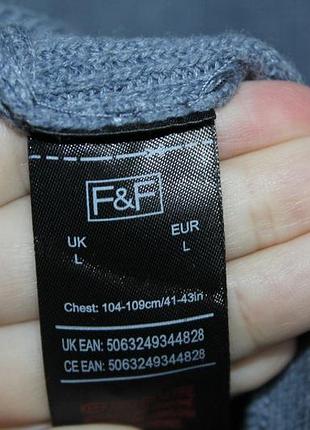 F&F
UK EUR
L L
Chest: 104-109cm/41-43in
UK EAN: 5063249344828
CE EAN: 5063249344828